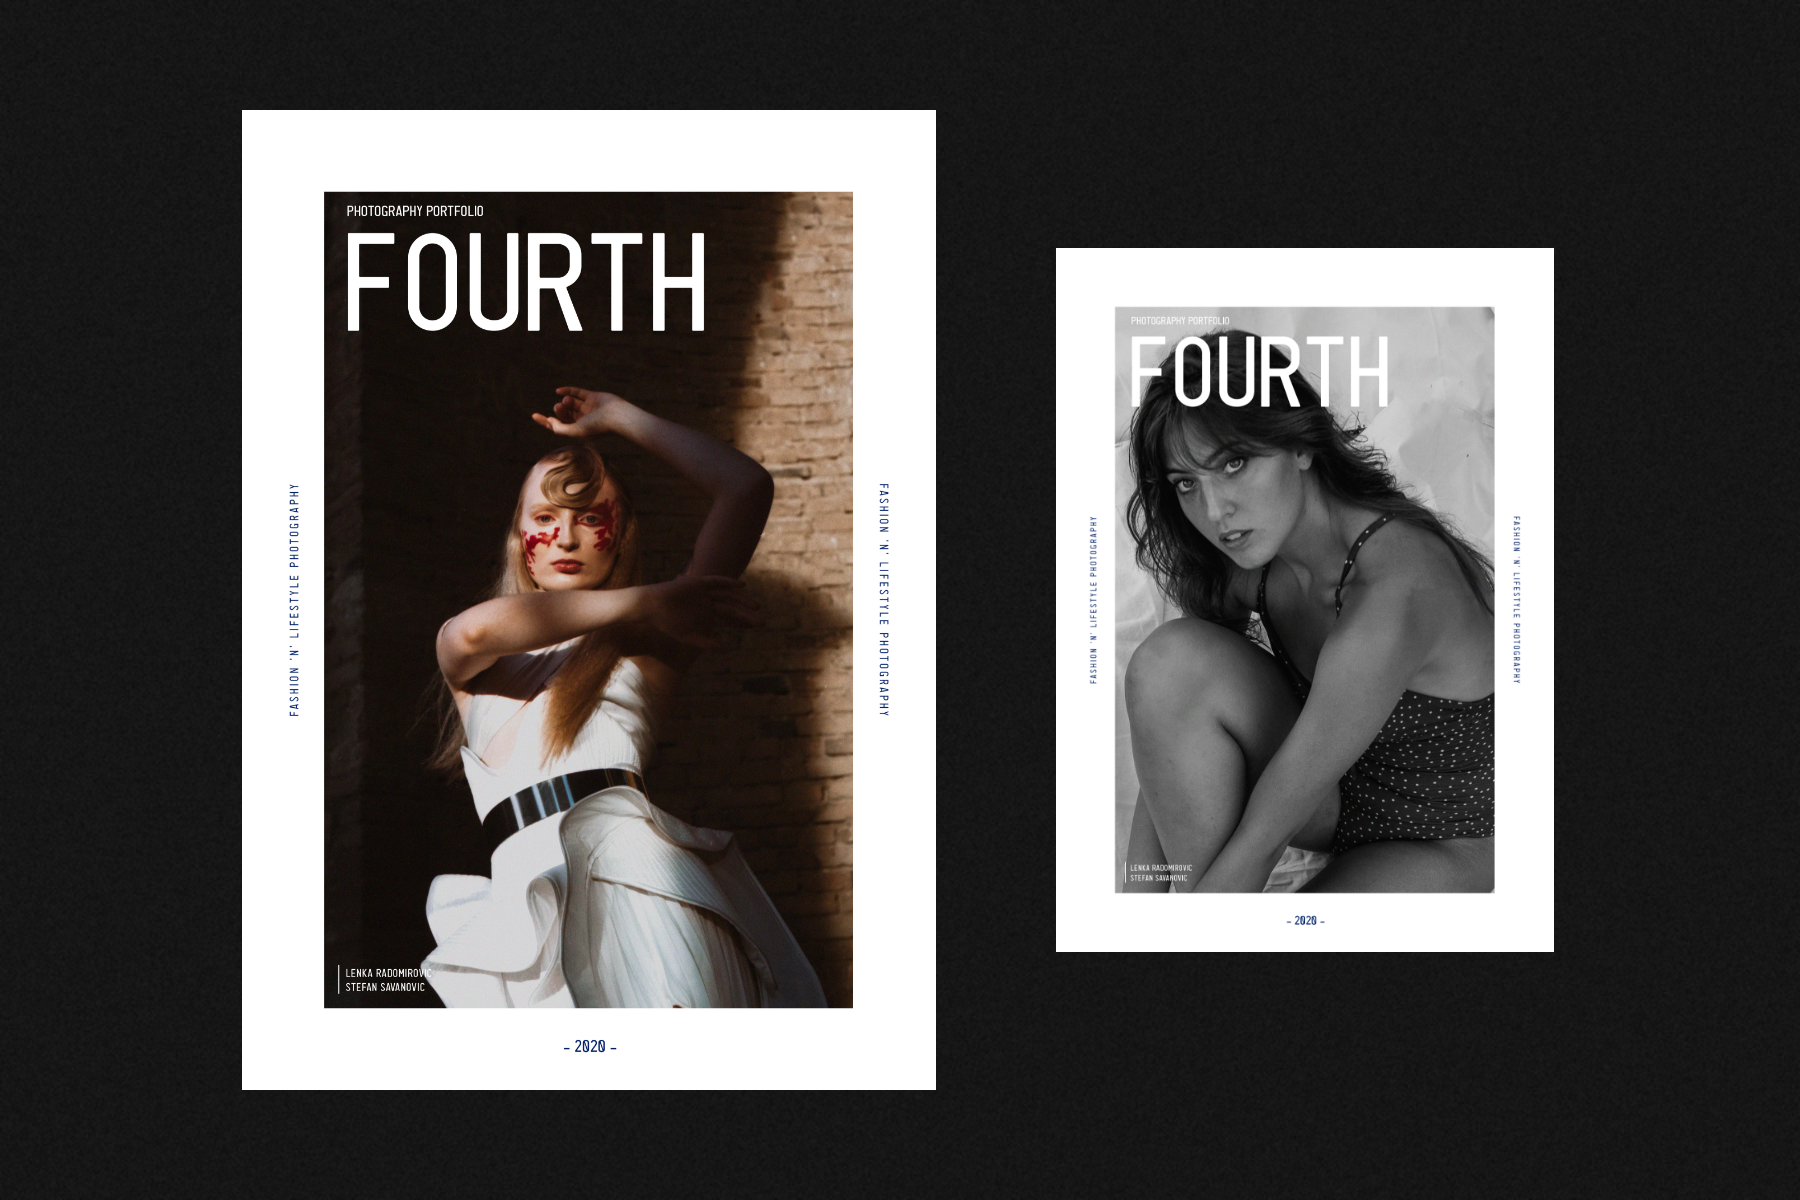 PHOTOGRAPHY PORTFOLIO
FOURTH
FASHION 'N' LIFESTYLE PHOTOGRAPHY
FASHION 'N' LIFESTYLE PHOTOGRAPHY
LENKA RADOMIROVIC
STEFAN SAVANOVIC
- 2020 -
PHOTOGRAPHY PORTFOLIO
FOURTH
FASHION 'N' LIFESTYLE PHOTOGRAPHY
FASHION 'N' LIFESTYLE PHOTOGRAPHY
LENKA RADOMIROVIC
STEFAN SAVANOVIC
- 2020 -